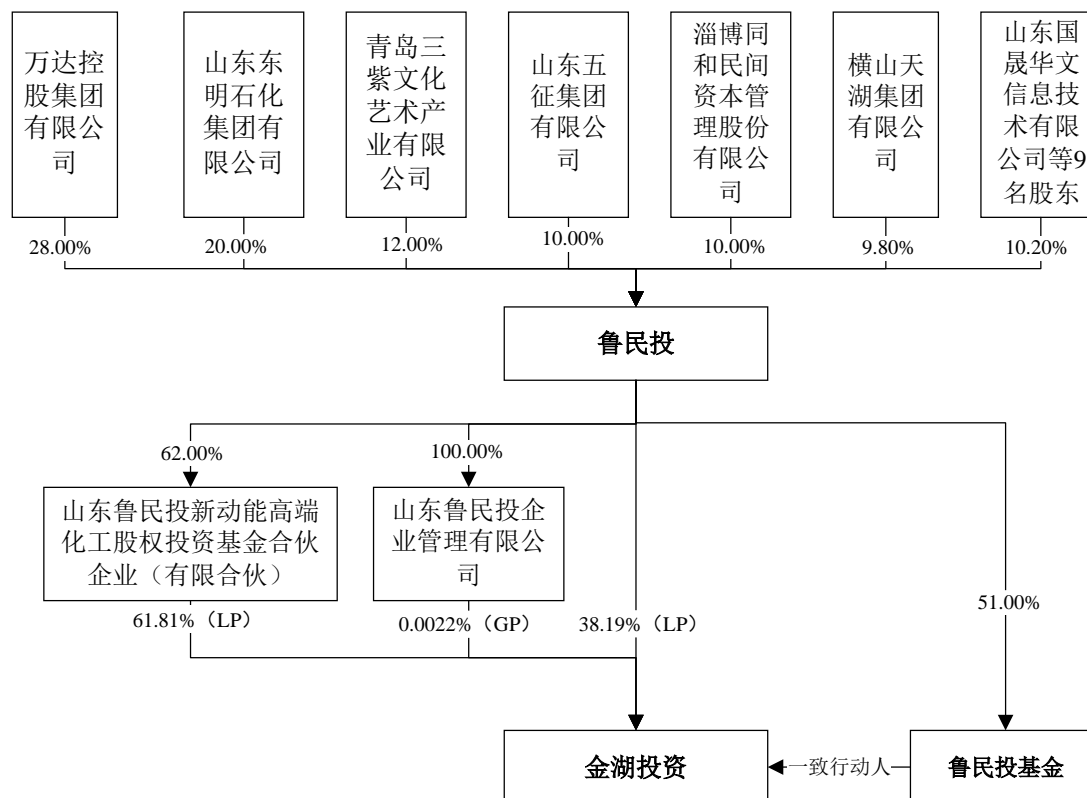 万达控
股集团
有限公
司
山东东
明石化
集团有
限公司
青岛三
紫文化
艺术产
业有限
公司
山东五
征集团
有限公
司
淄博同
和民间
资本管
理股份
有限公
司
横山天
湖集团
有限公
司
山东国
晟华文
信息技
术有限
公司等9
名股东
28.00%
20.00%
12.00%
10.00%
10.00%
9.80%
10.20%
鲁民投
62.00%
100.00%
山东鲁民投新动能高端
化工股权投资基金合伙
企业（有限合伙）
山东鲁民投企
业管理有限公
司
51.00%
61.81%（LP）
0.0022%（GP）
38.19%（LP）
金湖投资
一致行动人
鲁民投基金